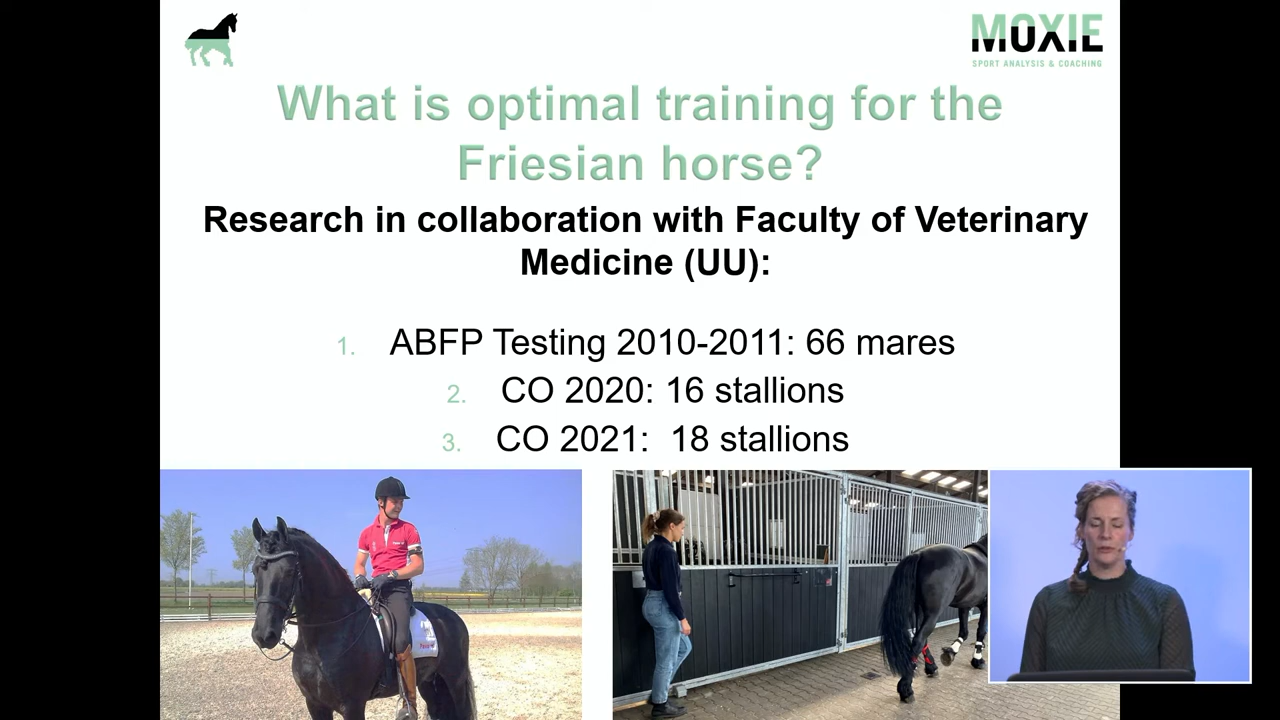 MOXIE
SPORT ANALYSIS & COACHING
What is optimal training for the
Friesian horse?
Research in collaboration with Faculty of Veterinary
Medicine (UU):
1. ABFP Testing 2010-2011: 66 mares
2. CO 2020: 16 stallions
3. CO 2021: 18 stallions